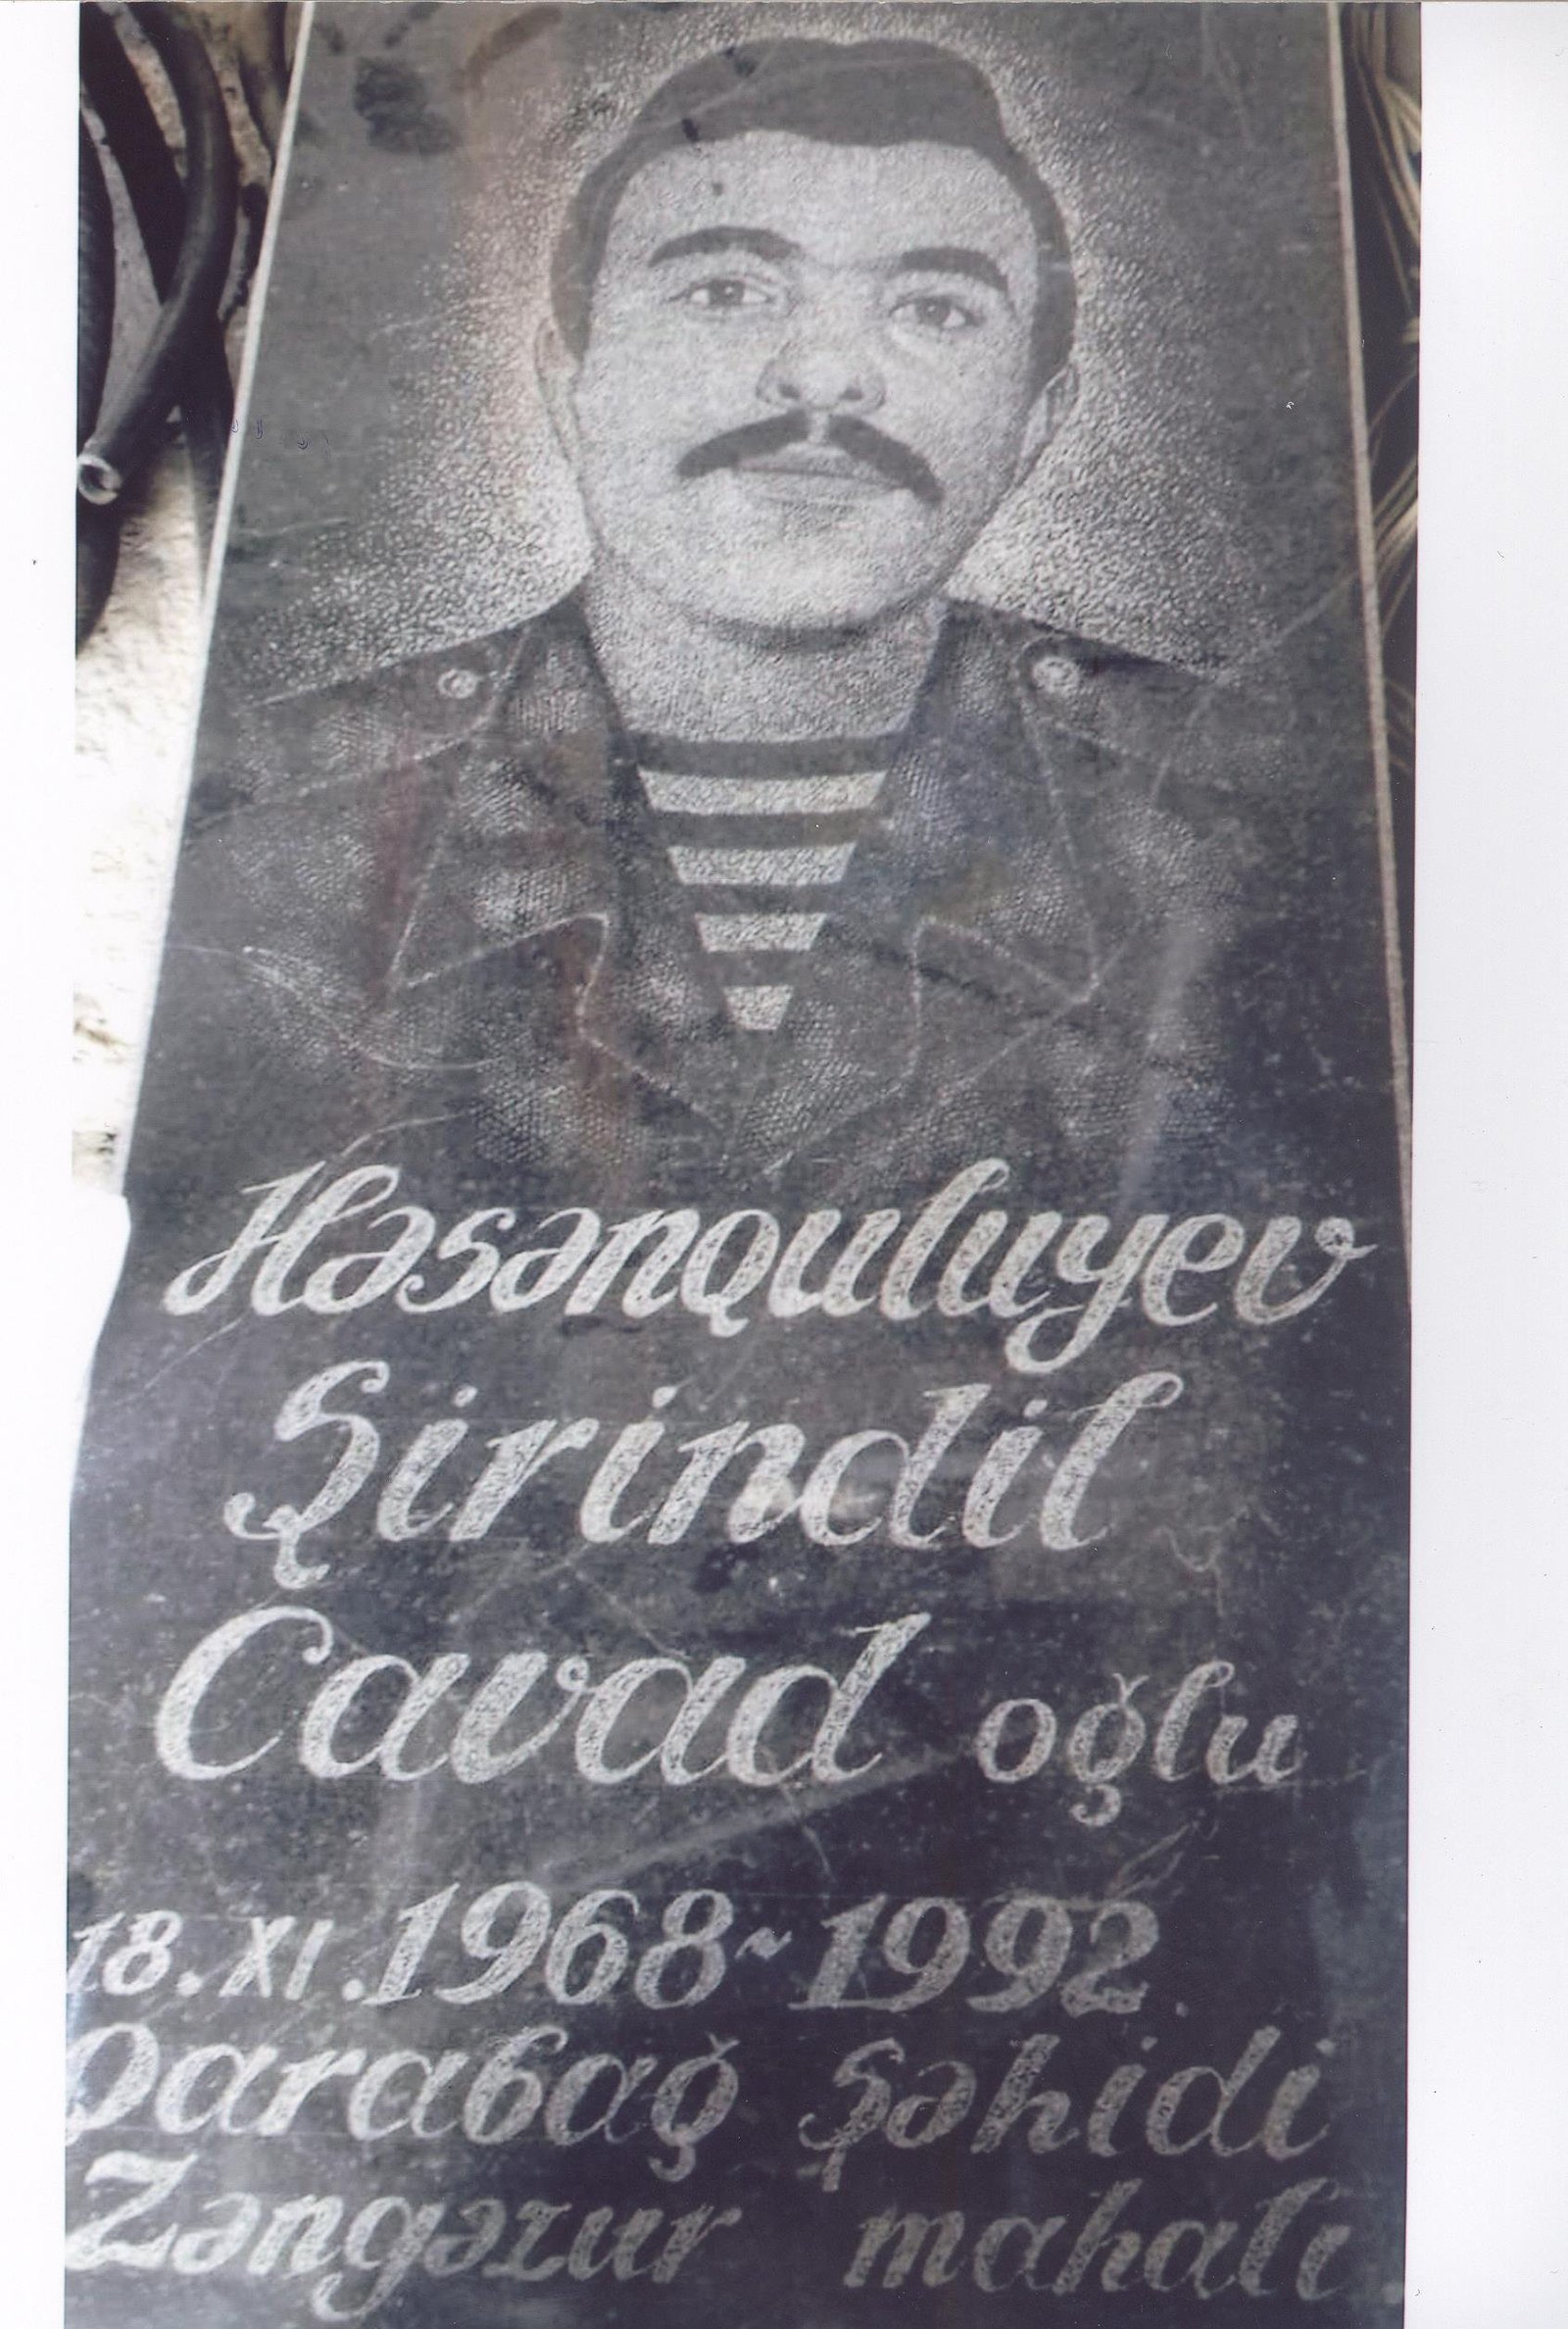 Həsənquluyev
Şirindil
Cavad oğlu
18.XI.1968~1992.
Qarabağ şəhidi
Zəngəzur mahalı